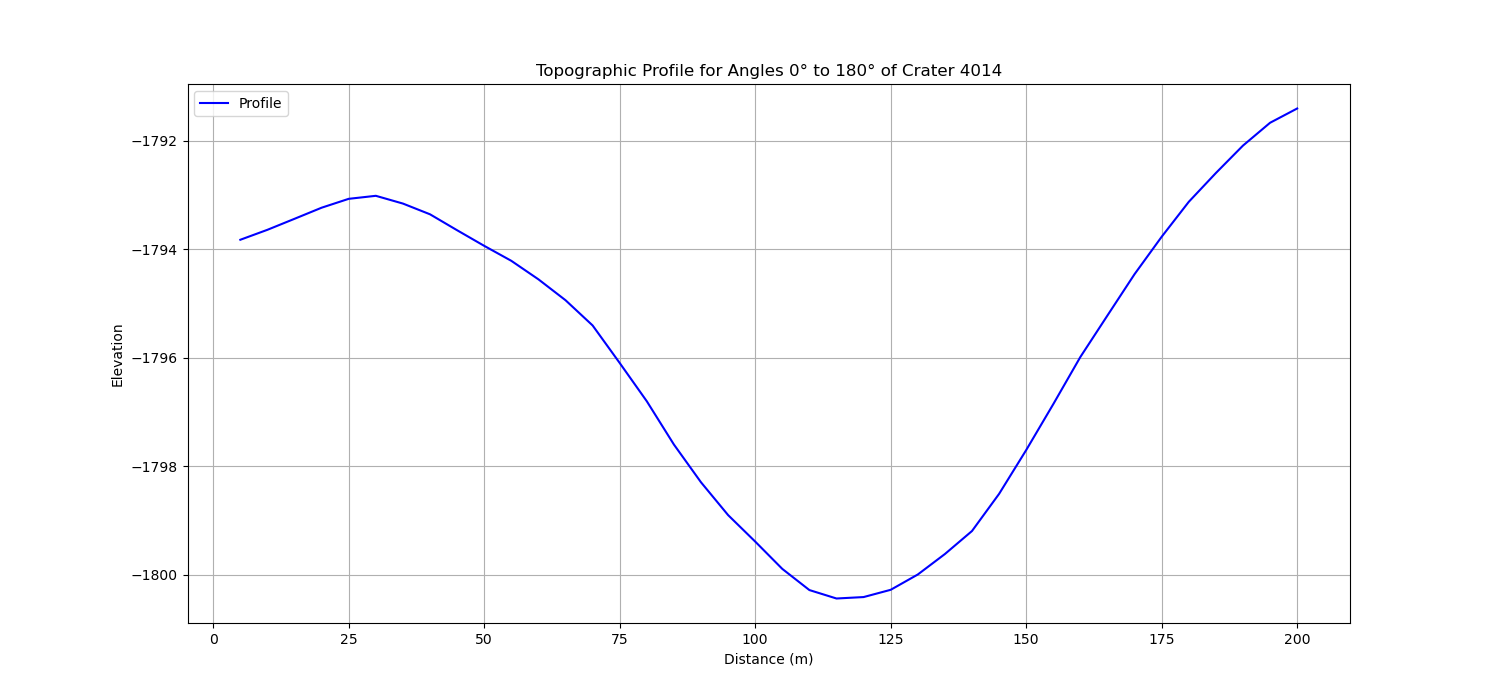 Topographic Profile for Angles 0° to 180° of Crater 4014
Profile
−1792
−1794
−1796
−1798
−1800
Elevation
0 25 50 75 100 125 150 175 200
Distance (m)